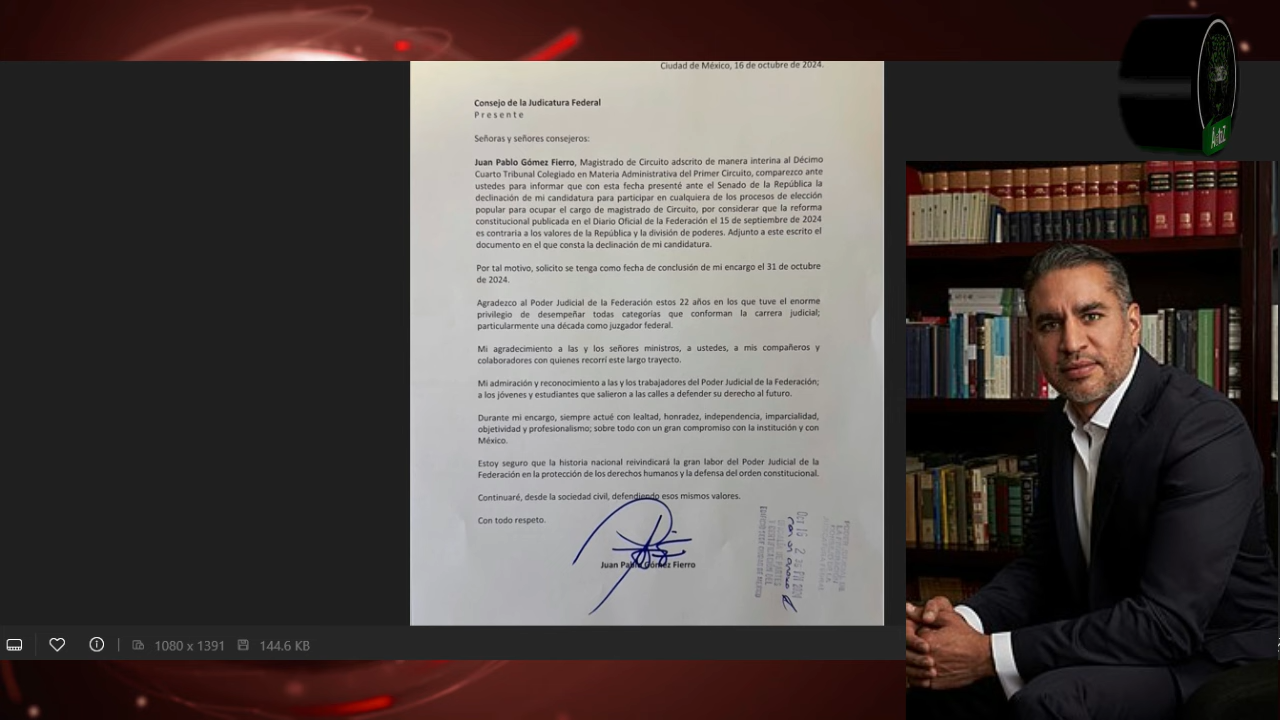 Ciudad de México, 16 de octubre de 2024.
Consejo de la Judicatura Federal
P r e s e n t e
Señoras y señores consejeros:
Juan Pablo Gómez Fierro, Magistrado de Circuito adscrito de manera interina al Décimo
Cuarto Tribunal Colegiado en Materia Administrativa del Primer Circuito, comparezco ante
ustedes para informar que con esta fecha presenté ante el Senado de la República la
declinación de mi candidatura para participar en cualquiera de los procesos de elección
popular para ocupar el cargo de magistrado de Circuito, por considerar que la reforma
constitucional publicada en el Diario Oficial de la Federación el 15 de septiembre de 2024
es contraria a los valores de la República y la división de poderes. Adjunto a este escrito el
documento en el que consta la declinación de mi candidatura.
Por tal motivo, solicito se tenga como fecha de conclusión de mi encargo el 31 de octubre
de 2024.
Agradezco al Poder Judicial de la Federación estos 22 años en los que tuve el enorme
privilegio de desempeñar todas categorías que conforman la carrera judicial;
particularmente una década como juzgador federal.
Mi agradecimiento a las y los señores ministros, a ustedes, a mis compañeros y
colaboradores con quienes recorrí este largo trayecto.
Mi admiración y reconocimiento a las y los trabajadores del Poder Judicial de la Federación;
a los jóvenes y estudiantes que salieron a las calles a defender su derecho al futuro.
Durante mi encargo, siempre actué con lealtad, honradez, independencia, imparcialidad,
objetividad y profesionalismo; sobre todo con un gran compromiso con la institución y con
México.
Estoy seguro que la historia nacional reivindicará la gran labor del Poder Judicial de la
Federación en la protección de los derechos humanos y la defensa del orden constitucional.
Continuaré, desde la sociedad civil, defendiendo esos mismos valores.
Con todo respeto.
Juan Pablo Gómez Fierro
1080 x 1391 144.6 KB